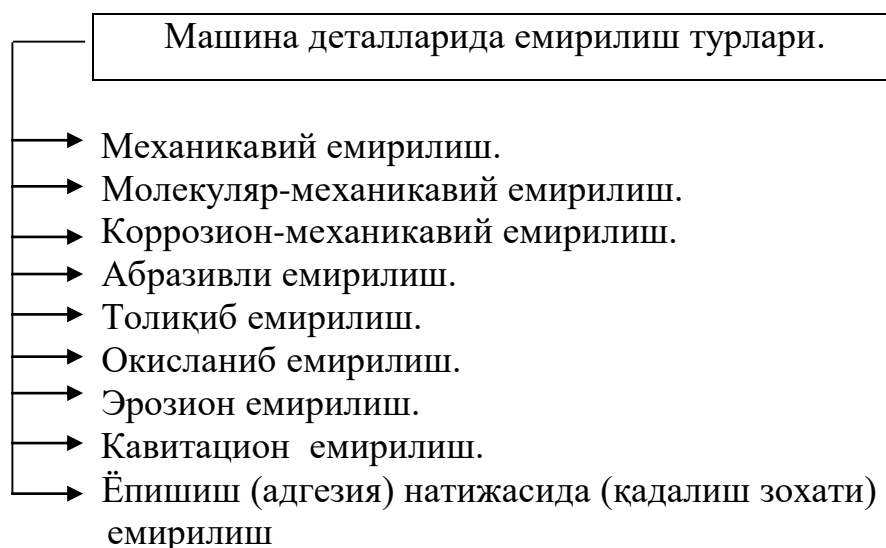 Машина деталларида емирилиш турлари.
Механикавий емирилиш.
Молекуляр-механикавий емирилиш.
Коррозион-механикавий емирилиш.
Абразивли емирилиш.
Толиқиб емирилиш.
Окисланиб емирилиш.
Эрозион емирилиш.
Кавитацион емирилиш.
Ёпишиш (адгезия) натижасида (қадалиш зохати)
емирилиш